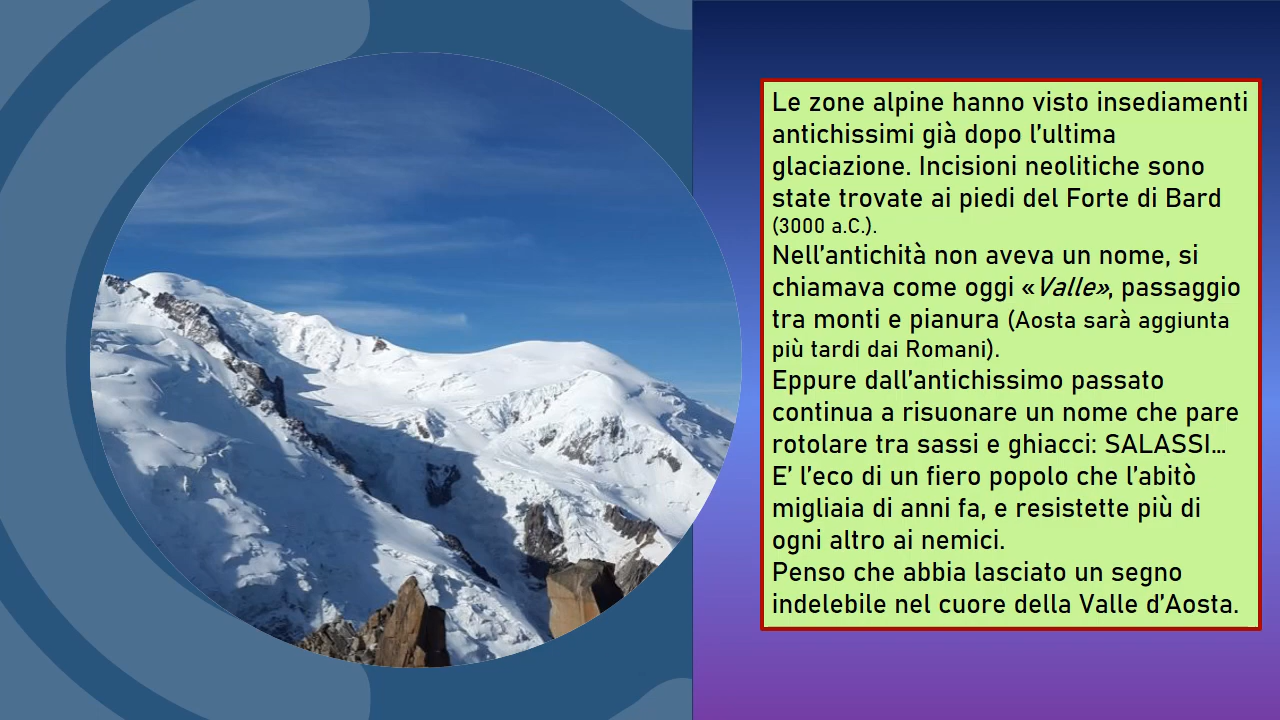 Le zone alpine hanno visto insediamenti
antichissimi già dopo l'ultima
glaciazione. Incisioni neolitiche sono
state trovate ai piedi del Forte di Bard
(3000 a.C.).
Nell'antichità non aveva un nome, si
chiamava come oggi «Valle», passaggio
tra monti e pianura (Aosta sarà aggiunta
più tardi dai Romani).
Eppure dall'antichissimo passato
continua a risuonare un nome che pare
rotolare tra sassi e ghiacci: SALASSI…
E' l'eco di un fiero popolo che l'abitò
migliaia di anni fa, e resistette più di
ogni altro ai nemici.
Penso che abbia lasciato un segno
indelebile nel cuore della Valle d'Aosta.